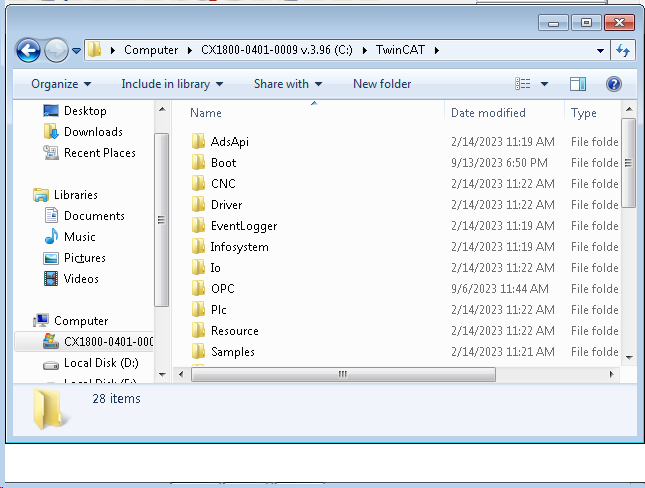 Computer CX1800-0401-0009 v.3.96 (C:) TwinCAT
Organize Include in library Share with New folder
Desktop
Downloads
Recent Places
Libraries
Documents
Music
Pictures
Videos
Computer
CX1800-0401-000
Local Disk (D:)
Name Date modified Type
AdsApi 2/14/2023 11:19 AM File folde
Boot 9/13/2023 6:50 PM File folde
CNC 2/14/2023 11:22 AM File folde
Driver 2/14/2023 11:22 AM File folde
EventLogger 2/14/2023 11:22 AM File folde
Infosystem 2/14/2023 11:19 AM File folde
Io 2/14/2023 11:22 AM File folde
OPC 9/6/2023 11:44 AM File folde
Plc 2/14/2023 11:22 AM File folde
Resource 2/14/2023 11:22 AM File folde
Samples 2/14/2023 11:21 AM File folde
28 items